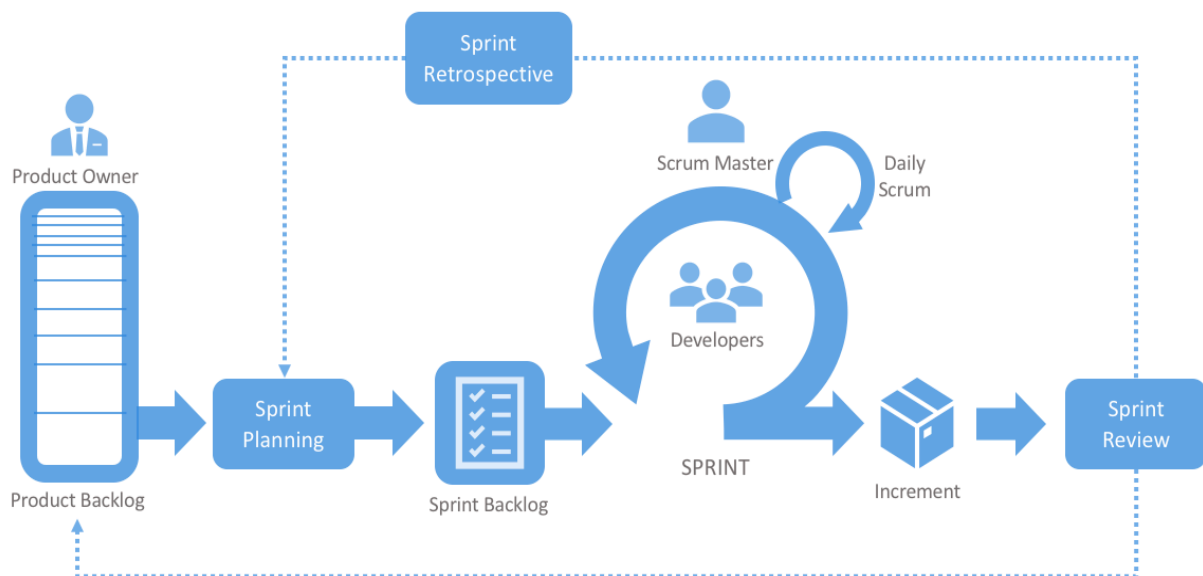 Sprint
Retrospective
Product Owner
Scrum Master
Daily
Scrum
Developers
Sprint
Planning
Sprint
Review
SPRINT
Product Backlog
Sprint Backlog
Increment